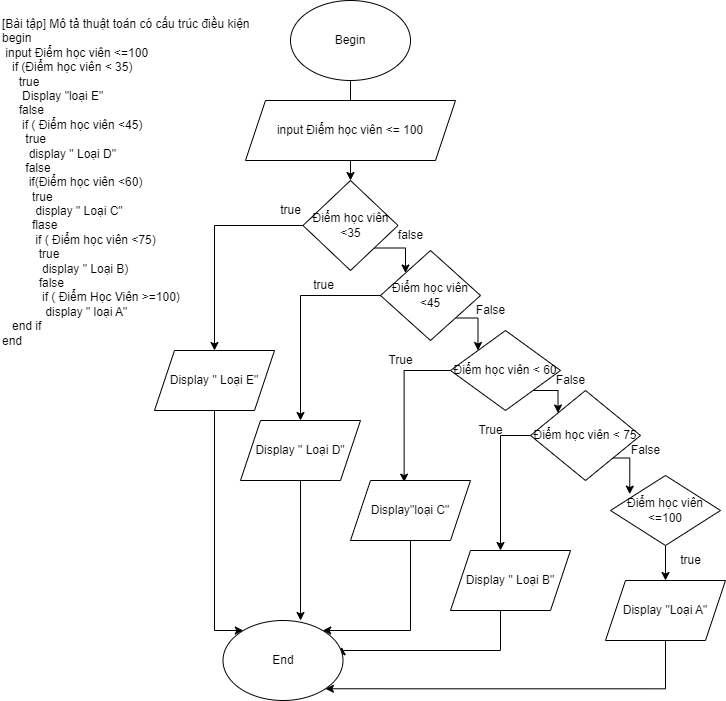 [Bài tập] Mô tả thuật toán có cấu trúc điều kiện
begin
input Điểm học viên <=100
if (Điểm học viên < 35)
true
Display "loại E"
false
if ( Điểm học viên <45)
true
display " Loại D"
false
if(Điểm học viên <60)
true
display " Loại C"
flase
if ( Điểm học viên <75)
true
display " Loại B)
false
if ( Điểm Học Viên >=100)
display " loại A"
end if
end
Begin
input Điểm học viên <= 100
true
Điểm học viên
<35
false
true
Điểm học viên
<45
False
True
Điểm học viên < 60
False
True
Điểm học viên < 75
False
Điểm học viên
<=100
true
Display " Loại E"
Display " Loại D"
Display"loại C"
Display " Loại B"
Display "Loại A"
End